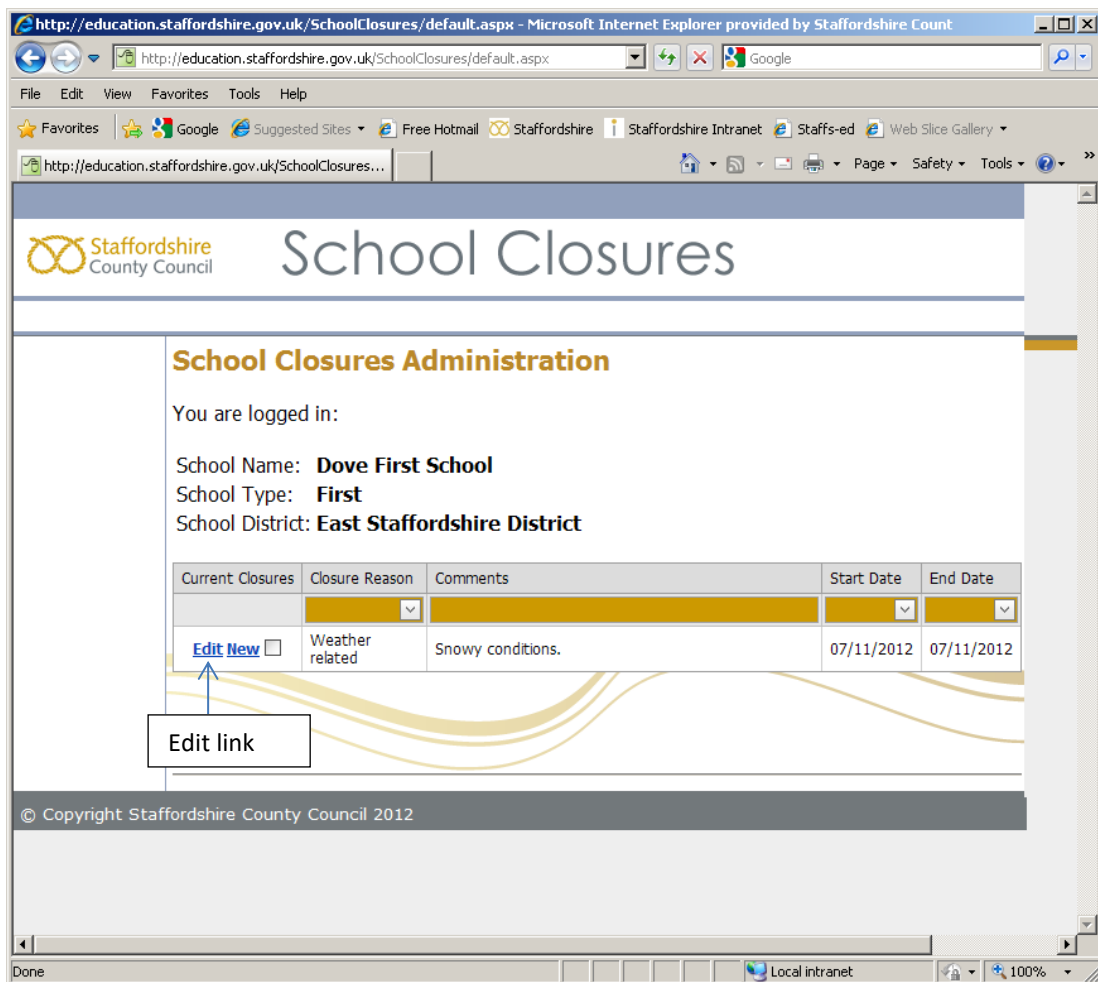 http://education.staffordshire.gov.uk/SchoolClosures/default.aspx - Microsoft Internet Explorer provided by Staffordshire Count
http://education.staffordshire.gov.uk/SchoolClosures/default.aspx Google
File Edit View Favorites Tools Help
Favorites Google Suggested Sites Free Hotmail Staffordshire Staffordshire Intranet Staffs-ed Web Slice Gallery
http://education.staffordshire.gov.uk/SchoolClosures... Page Safety Tools »
Staffordshire
County Council
School Closures
School Closures Administration
You are logged in:
School Name: Dove First School
School Type: First
School District: East Staffordshire District
Current Closures Closure Reason Comments Start Date End Date
Edit New Weather related Snowy conditions. 07/11/2012 07/11/2012
Edit link
© Copyright Staffordshire County Council 2012
Done Local intranet 100%